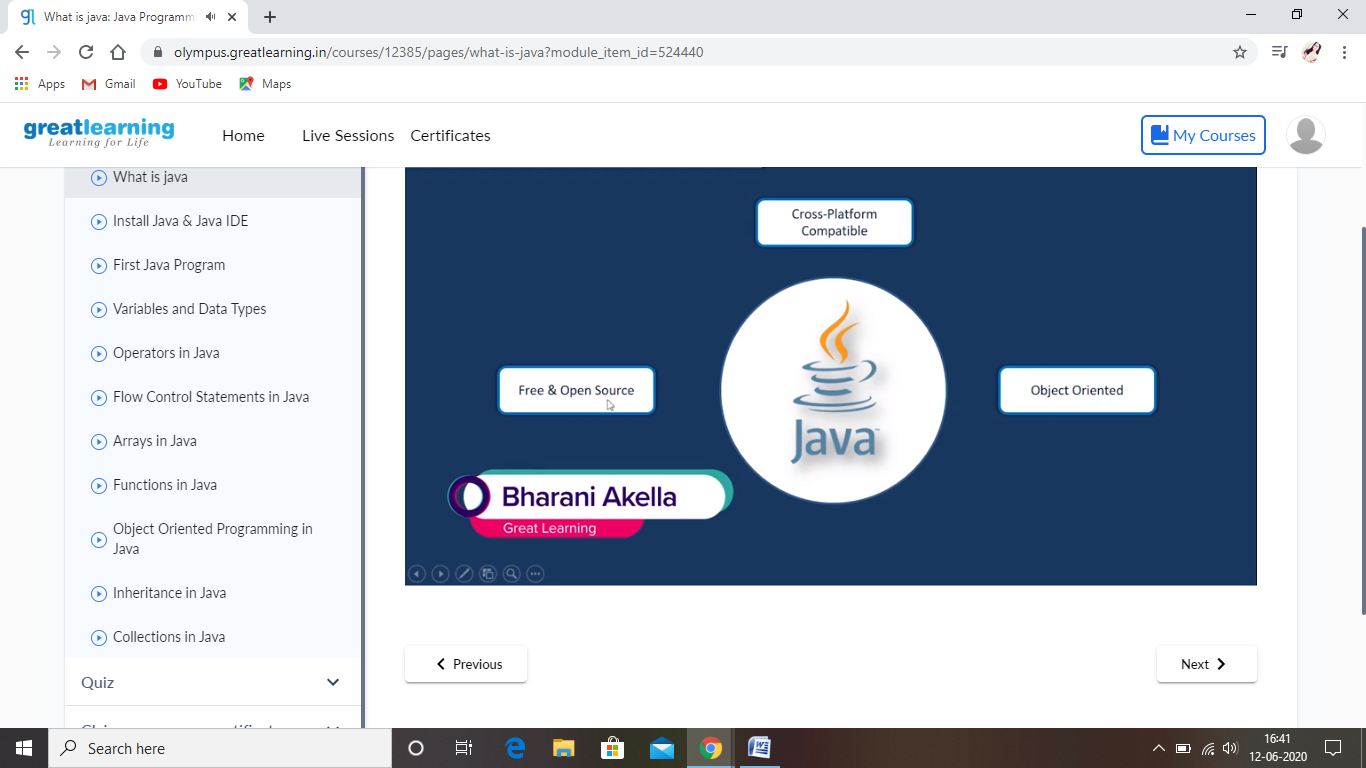 What is java: Java Programm
olympus.greatlearning.in/courses/12385/pages/what-is-java?module_item_id=524440
Apps Gmail YouTube Maps
greatlearning
Learning for Life
Home Live Sessions Certificates My Courses
What is java
Install Java & Java IDE
First Java Program
Variables and Data Types
Operators in Java
Flow Control Statements in Java
Arrays in Java
Functions in Java
Object Oriented Programming in
Java
Inheritance in Java
Collections in Java
Quiz
Cross-Platform
Compatible
Free & Open Source
Java
Object Oriented
Bharani Akella
Great Learning
Previous
Next
Search here
16:41
12-06-2020